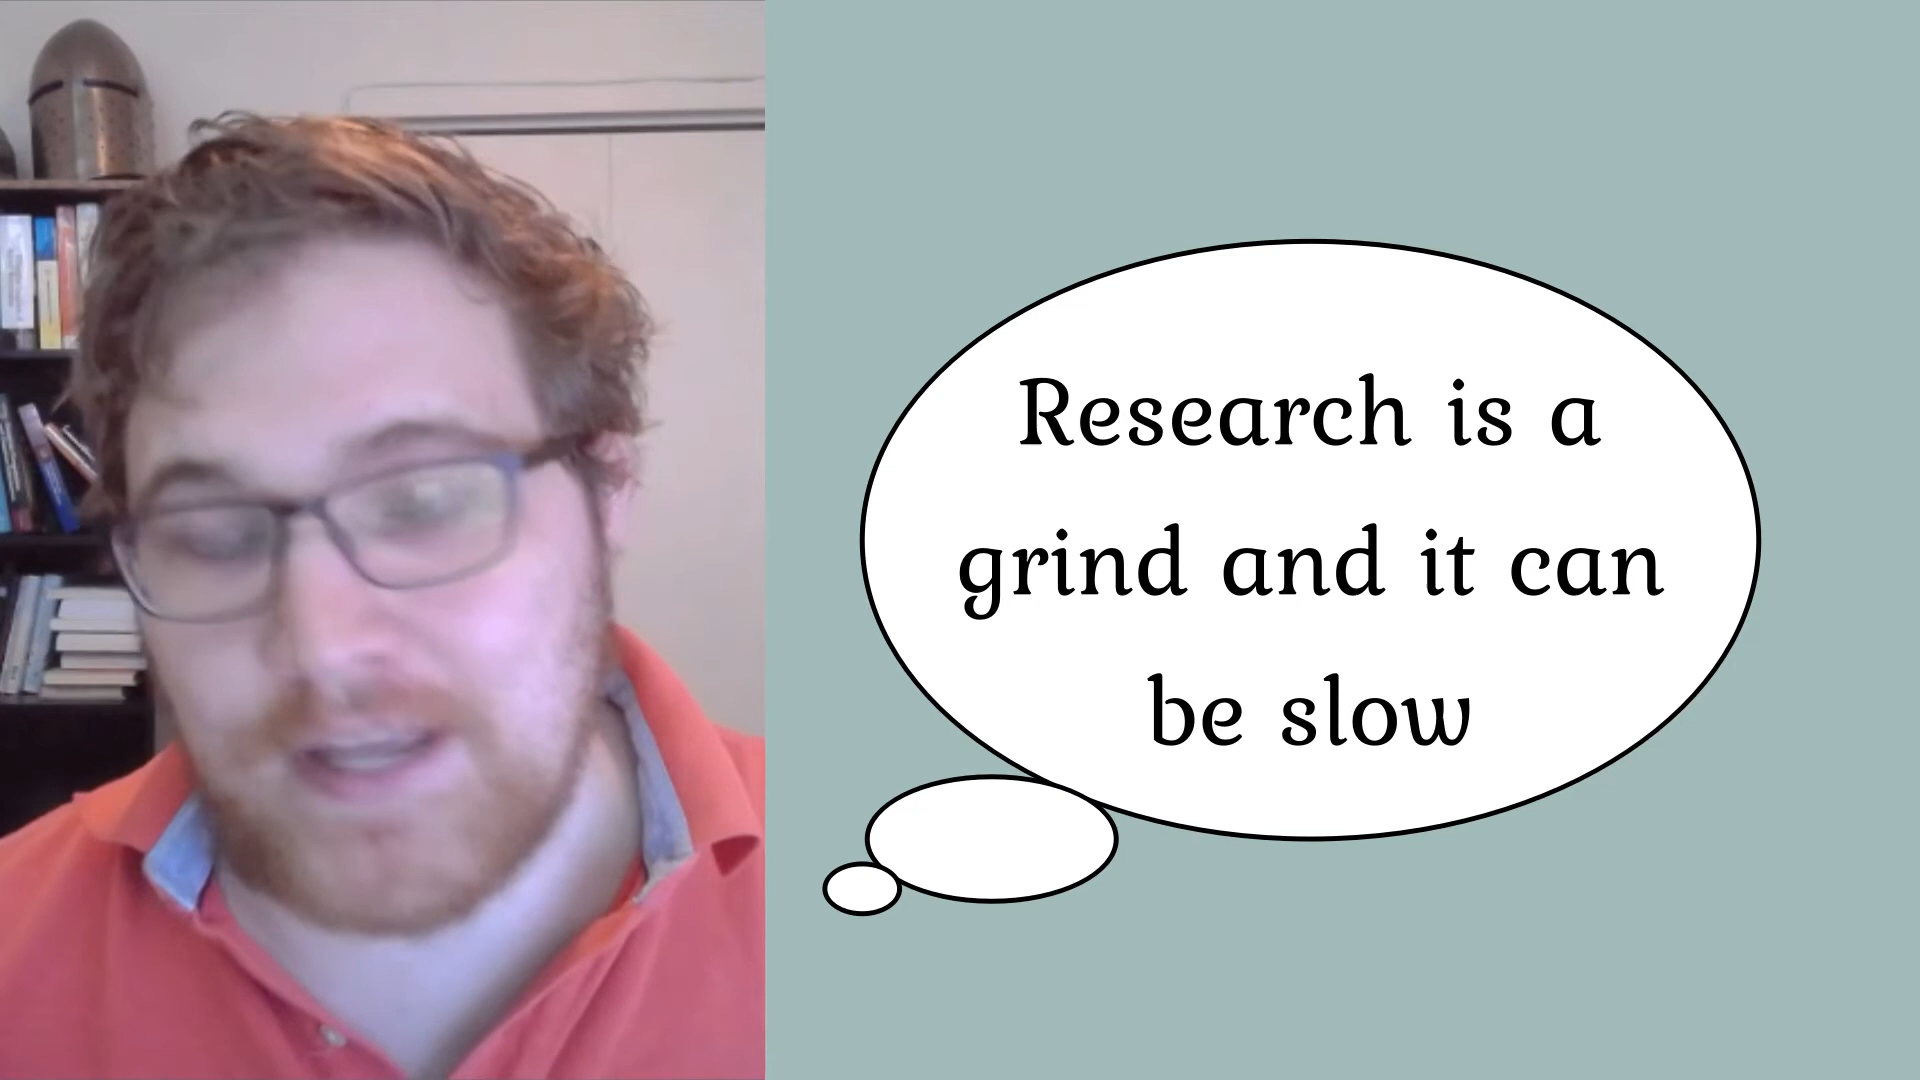 Research is a
grind and it can
be slow